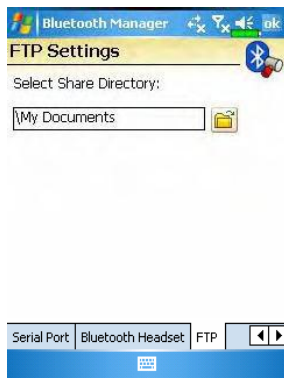 Bluetooth Manager ok
FTP Settings
Select Share Directory:
\My Documents
Serial Port Bluetooth Headset FTP